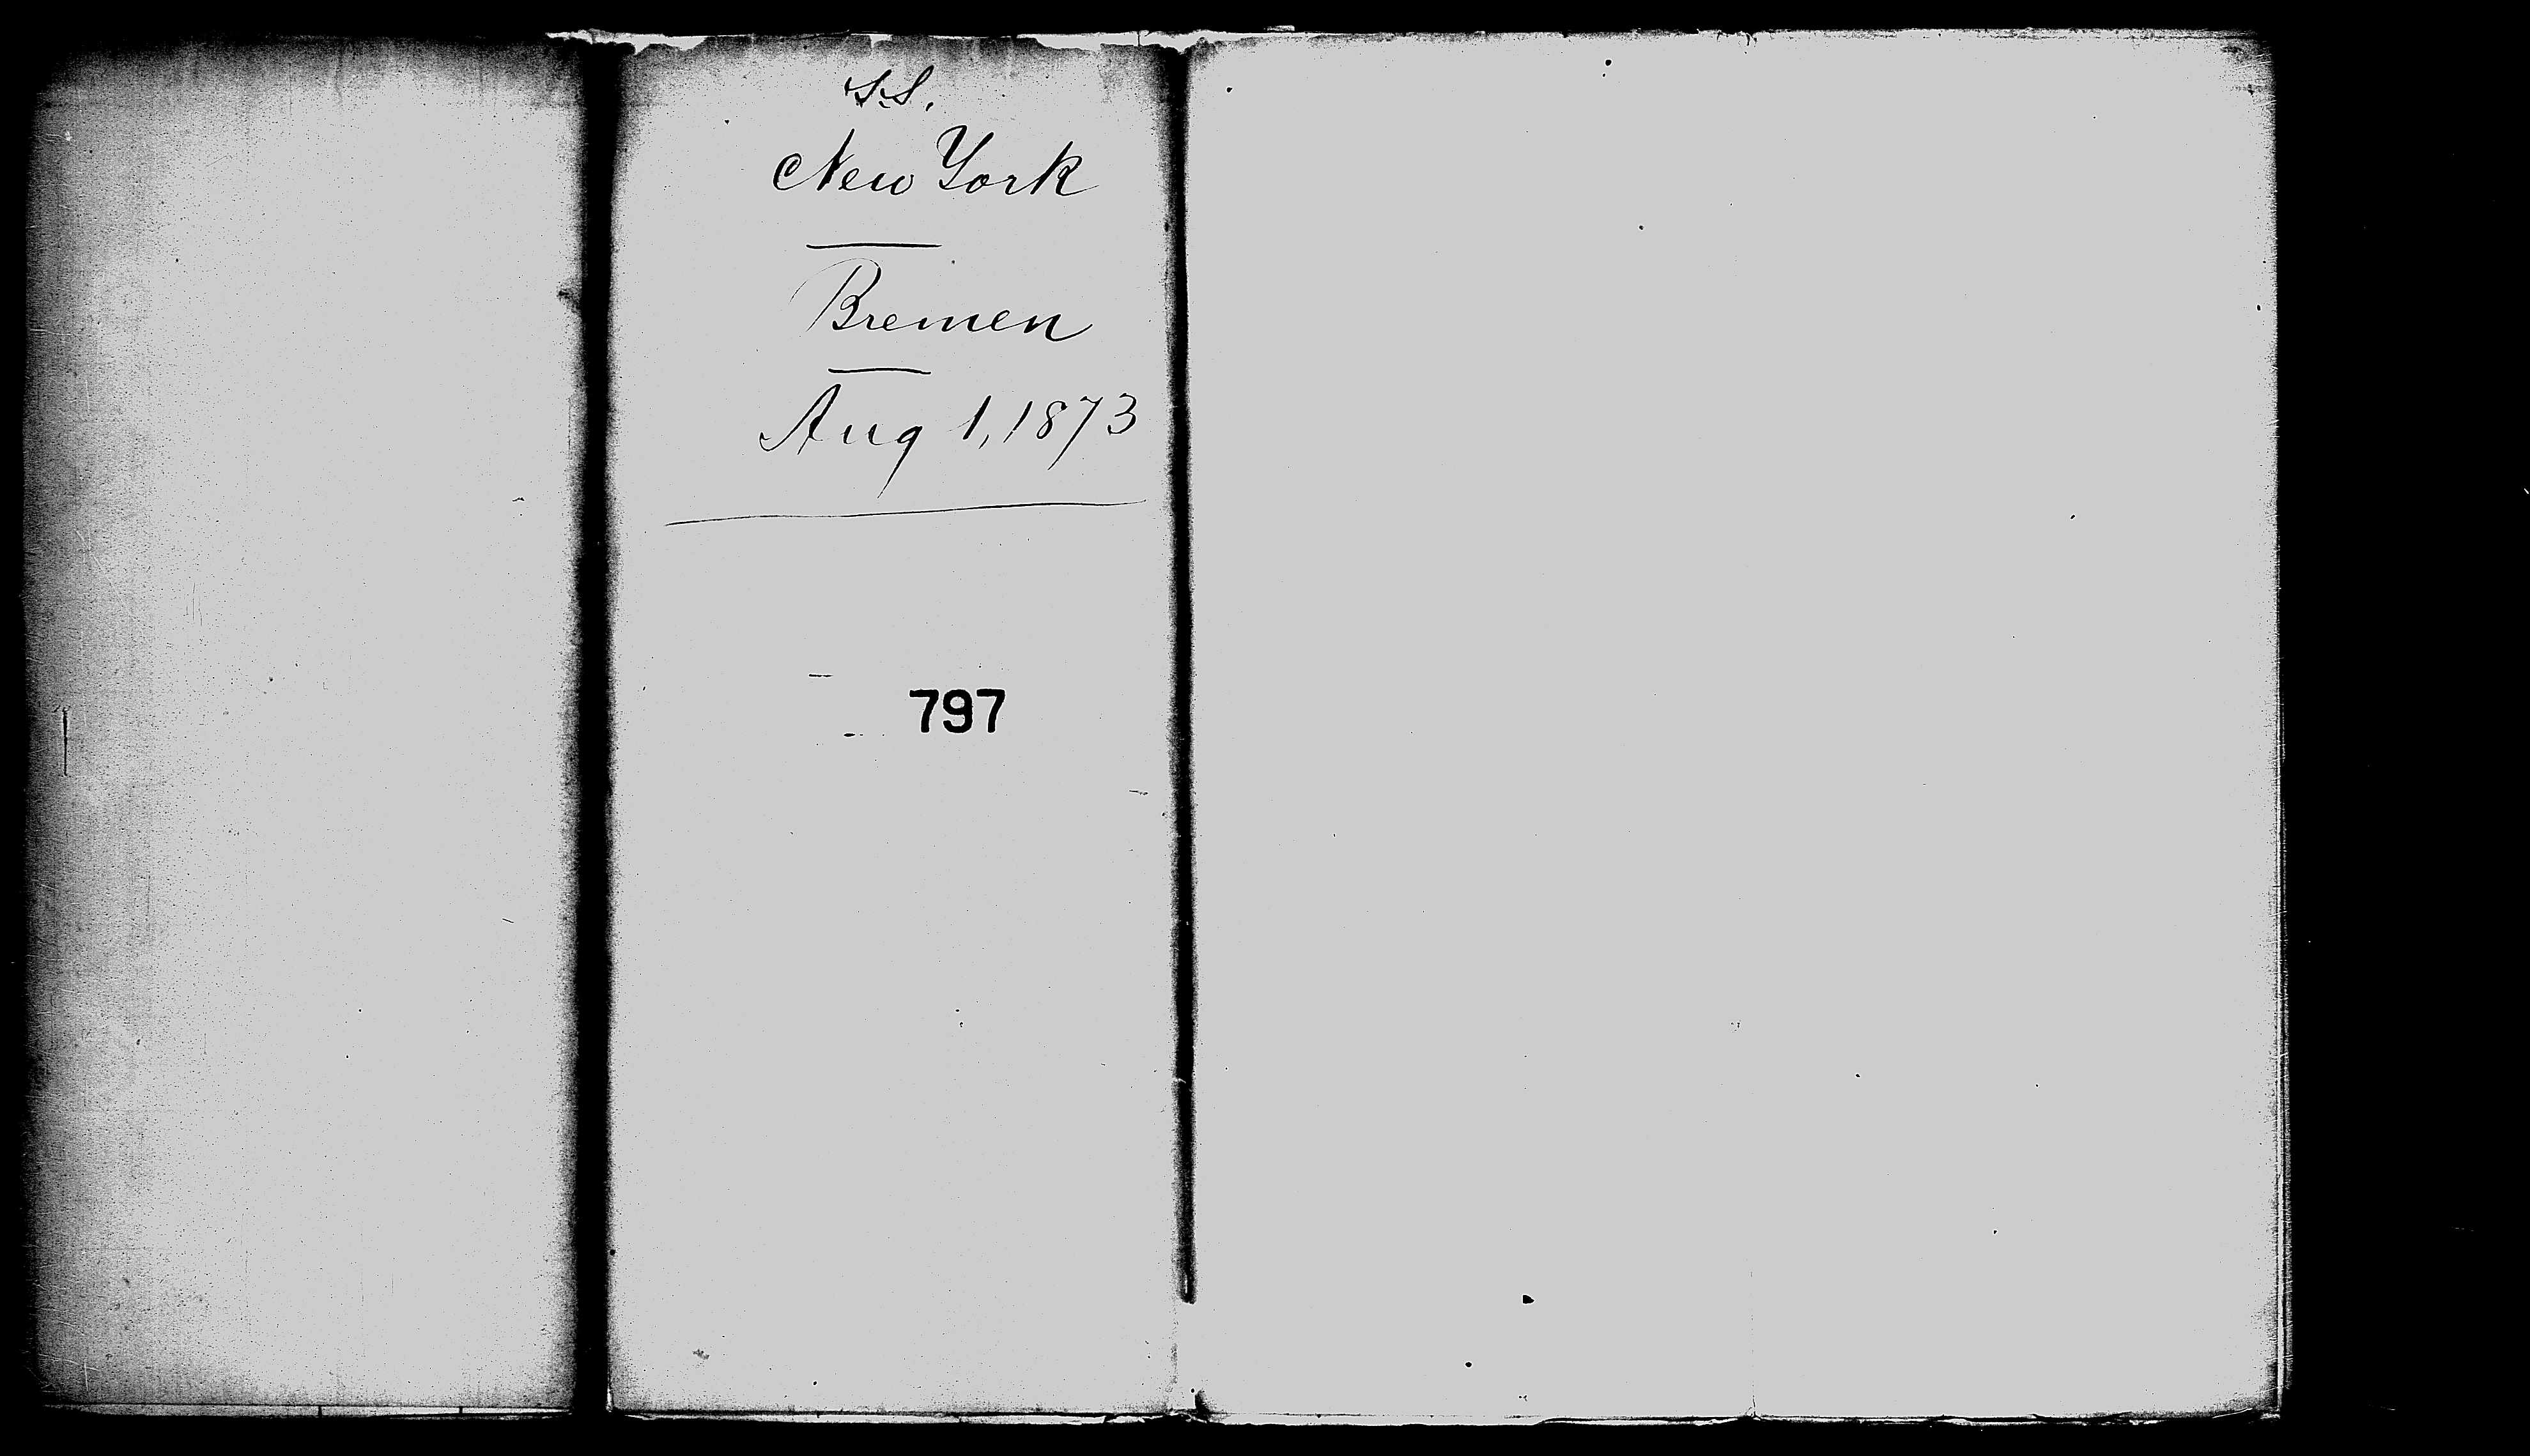 S.S.
New York
Bremen
Aug 1, 1873
797